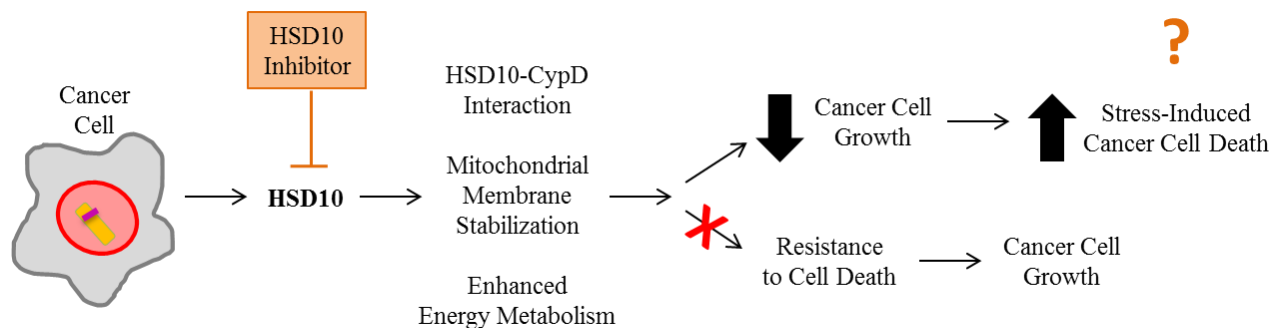 HSD10
Inhibitor
Cancer
Cell
HSD10
HSD10-CypD
Interaction
Mitochondrial
Membrane
Stabilization
Enhanced
Energy Metabolism
Cancer Cell
Growth
?
Stress-Induced
Cancer Cell Death
Resistance
to Cell Death
Cancer Cell
Growth